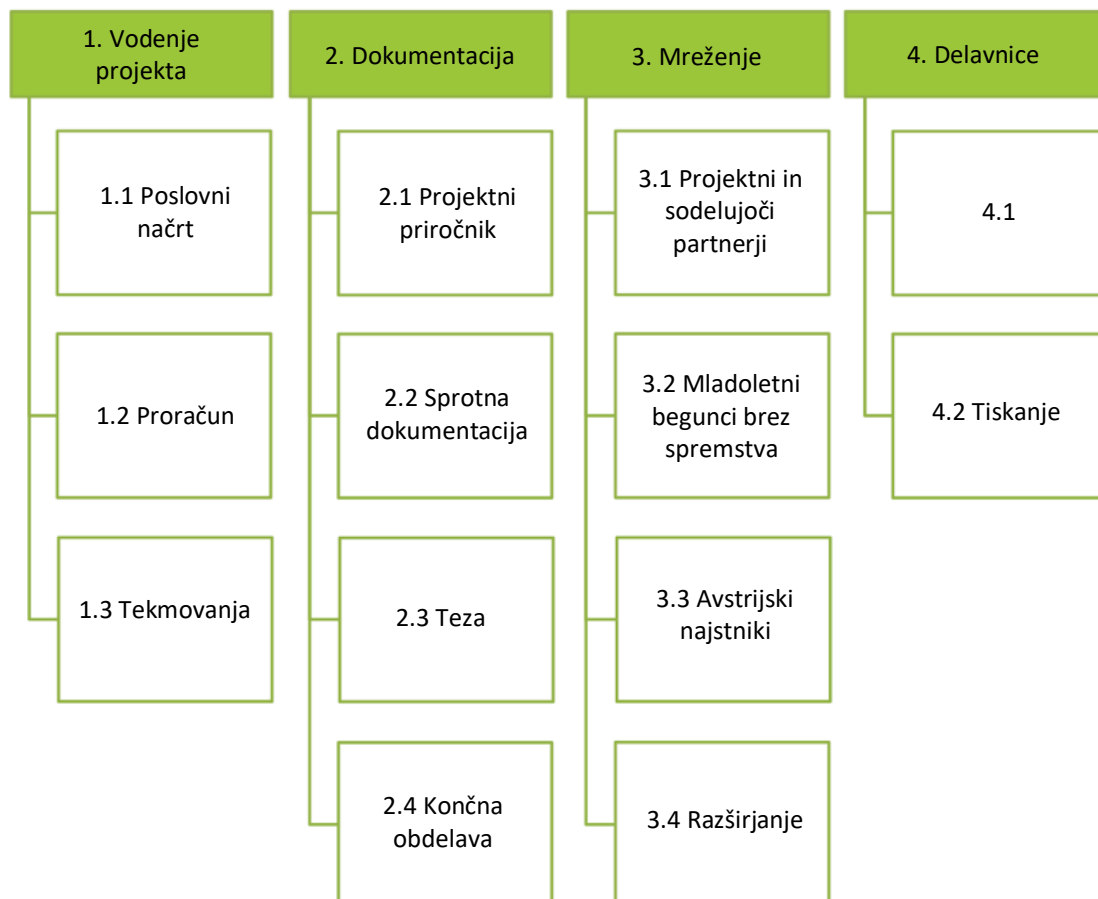 1. Vodenje
projekta
1.1 Poslovni
načrt
1.2 Proračun
1.3 Tekmovanja
2. Dokumentacija
2.1 Projektni
priročnik
2.2 Sprotna
dokumentacija
2.3 Teza
2.4 Končna
obdelava
3. Mreženje
3.1 Projektni in
sodelujoči
partnerji
3.2 Mladoletni
begunci brez
spremstva
3.3 Avstrijski
najstniki
3.4 Razširjanje
4. Delavnice
4.1
4.2 Tiskanje